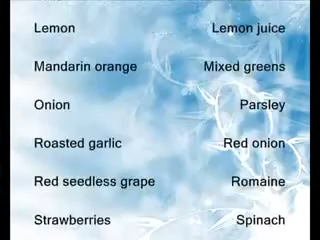 Lemon Lemon juice
Mandarin orange Mixed greens
Onion Parsley
Roasted garlic Red onion
Red seedless grape Romaine
Strawberries Spinach